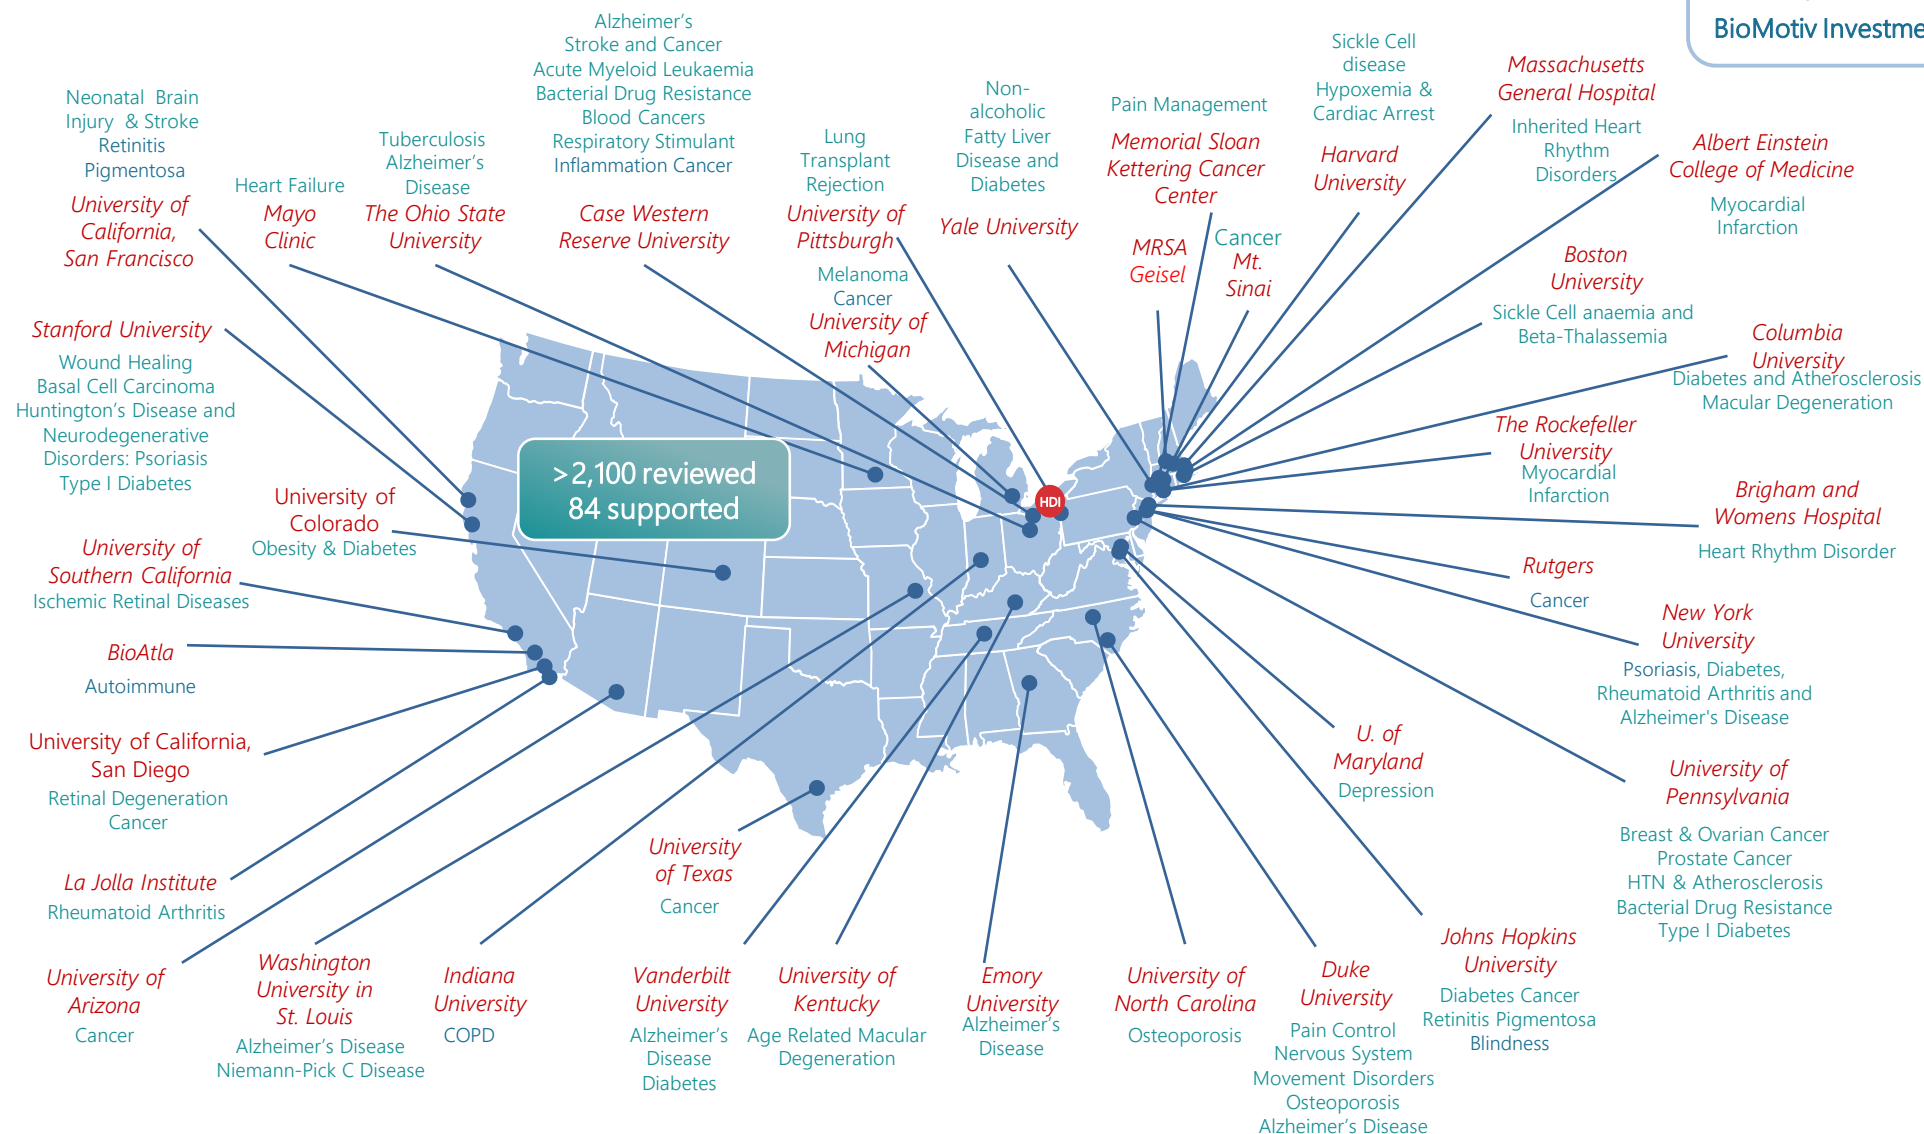 BioMotiv Investme
Neonatal Brain
Injury & Stroke
Retinitis
Pigmentosa
University of
California,
San Francisco
Heart Failure
Mayo
Clinic
Tuberculosis
Alzheimer's
Disease
The Ohio State
University
Alzheimer's
Stroke and Cancer
Acute Myeloid Leukaemia
Bacterial Drug Resistance
Blood Cancers
Respiratory Stimulant
Inflammation Cancer
Case Western
Reserve University
Lung
Transplant
Rejection
University of
Pittsburgh
Melanoma
Cancer
University of
Michigan
Non-
alcoholic
Fatty Liver
Disease and
Diabetes
Yale University
Pain Management
Memorial Sloan
Kettering Cancer
Center
MRSA
Geisel
Cancer
Mt.
Sinai
Sickle Cell
disease
Hypoxemia &
Cardiac Arrest
Harvard
University
Massachusetts
General Hospital
Inherited Heart
Rhythm
Disorders
Albert Einstein
College of Medicine
Myocardial
Infarction
Boston
University
Sickle Cell anaemia and
Beta-Thalassemia
Columbia
University
Diabetes and Atherosclerosis
Macular Degeneration
The Rockefeller
University
Myocardial
Infarction
Brigham and
Womens Hospital
Heart Rhythm Disorder
Rutgers
Cancer
New York
University
Psoriasis, Diabetes,
Rheumatoid Arthritis and
Alzheimer's Disease
University of
Pennsylvania
Breast & Ovarian Cancer
Prostate Cancer
HTN & Atherosclerosis
Bacterial Drug Resistance
Type I Diabetes
U. of
Maryland
Depression
Johns Hopkins
University
Diabetes Cancer
Retinitis Pigmentosa
Blindness
Duke
University
Pain Control
Nervous System
Movement Disorders
Osteoporosis
Alzheimer's Disease
University of
North Carolina
Osteoporosis
Emory
University
Alzheimer's
Disease
University of
Kentucky
Age Related Macular
Degeneration
Vanderbilt
University
Alzheimer's
Disease
Diabetes
University
of Texas
Cancer
Indiana
University
COPD
Washington
University in
St. Louis
Alzheimer's Disease
Niemann-Pick C Disease
University of
Arizona
Cancer
La Jolla Institute
Rheumatoid Arthritis
University of California,
San Diego
Retinal Degeneration
Cancer
BioAtla
Autoimmune
University of
Southern California
Ischemic Retinal Diseases
University of
Colorado
Obesity & Diabetes
Stanford University
Wound Healing
Basal Cell Carcinoma
Huntington's Disease and
Neurodegenerative
Disorders: Psoriasis
Type I Diabetes
>2,100 reviewed
84 supported
HDI